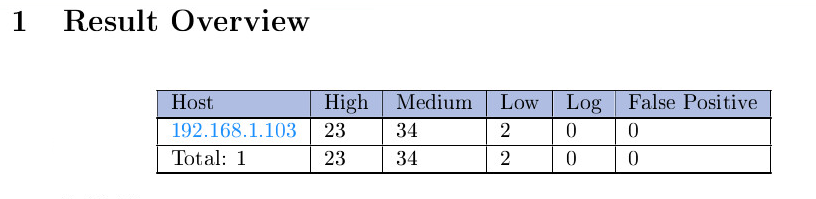 1 Result Overview
Host High Medium Low Log False Positive
192.168.1.103 23 34 2 0 0
Total: 1 23 34 2 0 0